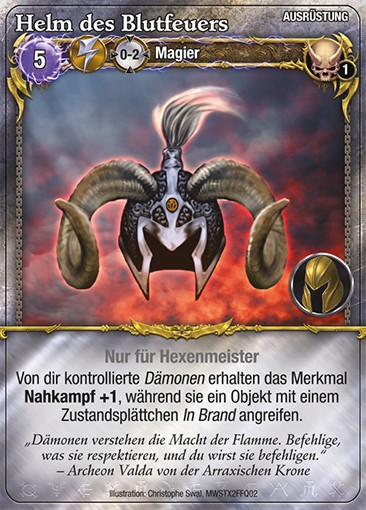 Helm des Blutfeuers
AUSRÜSTUNG
5
0-2
Magier
1
Nur für Hexenmeister
Von dir kontrollierte Dämonen erhalten das Merkmal
Nahkampf +1, während sie ein Objekt mit einem
Zustandsplättchen In Brand angreifen.
„Dämonen verstehen die Macht der Flamme. Befehlige,
was sie respektieren, und du wirst sie befehligen.“
– Archeon Valda von der Arraxischen Krone
Illustration: Christophe Swal. MWSTX2FFQ02